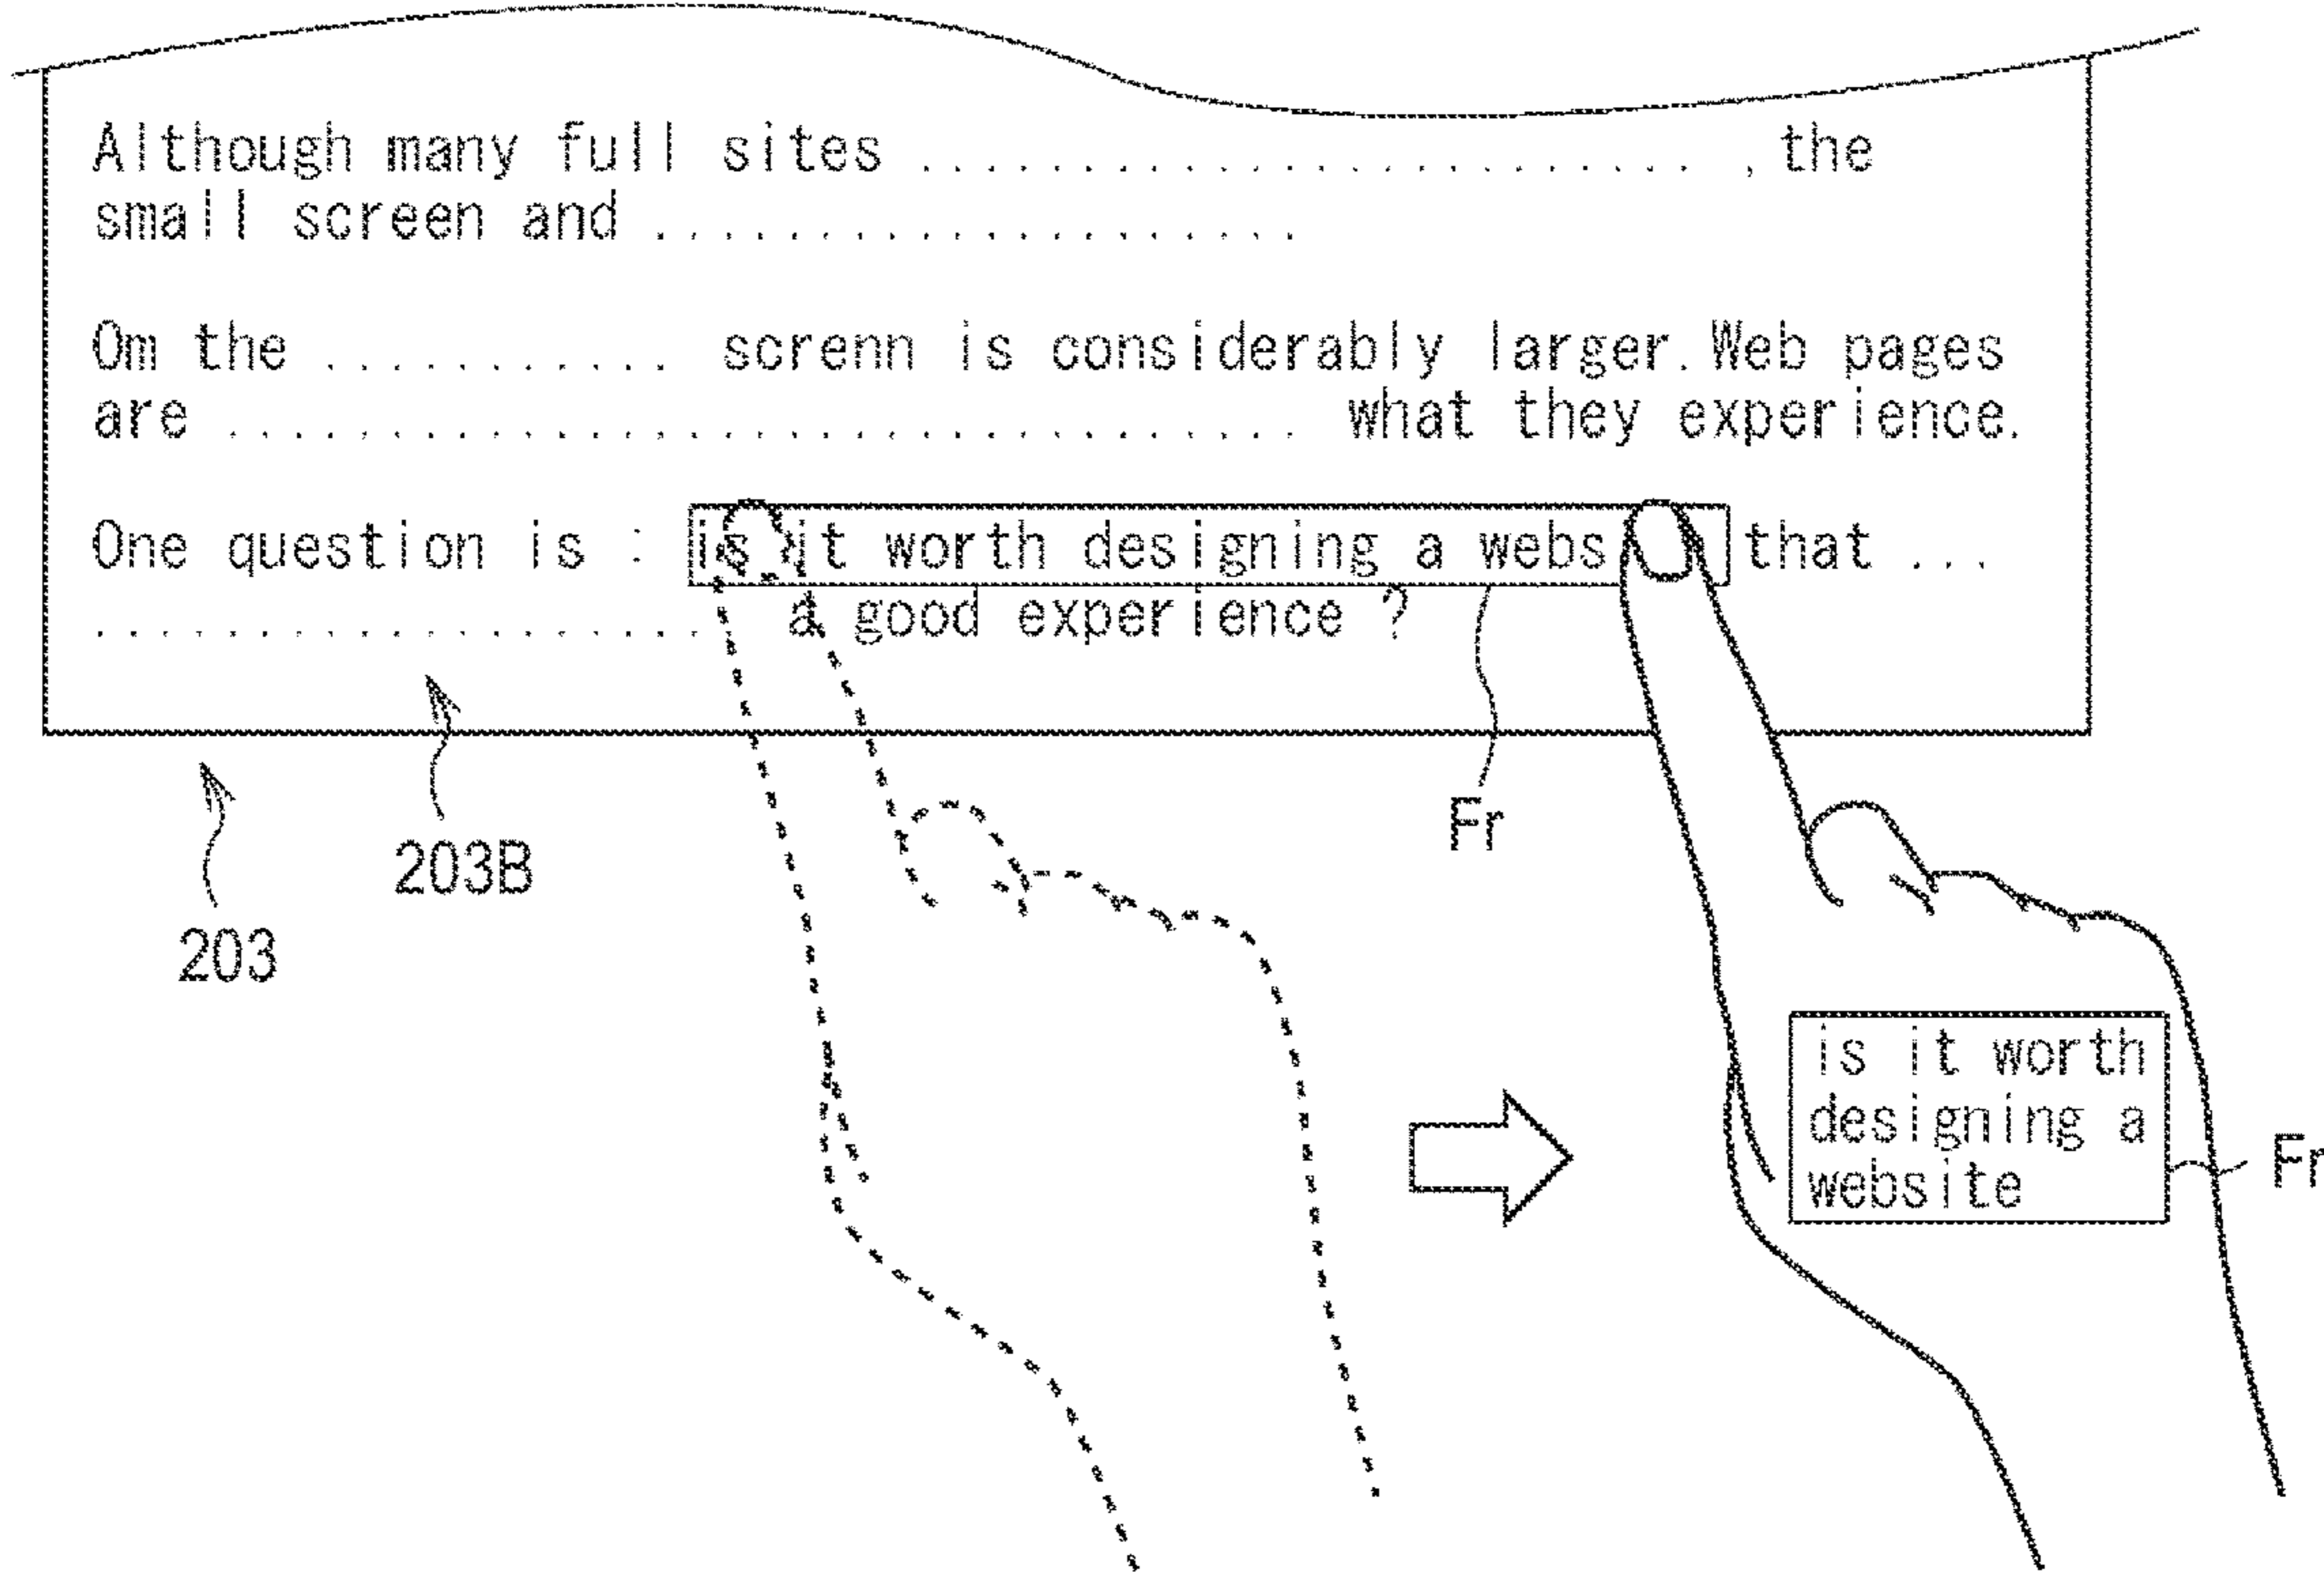 Although many full sites ........................ , the
small screen and ....................
Om the ........... screnn is considerably larger. Web pages
are ................................. what they experience.
One question is : is it worth designing a webs that ...
................... a good experience ?
Fr
203B
203
is it worth
designing a
website
Fr